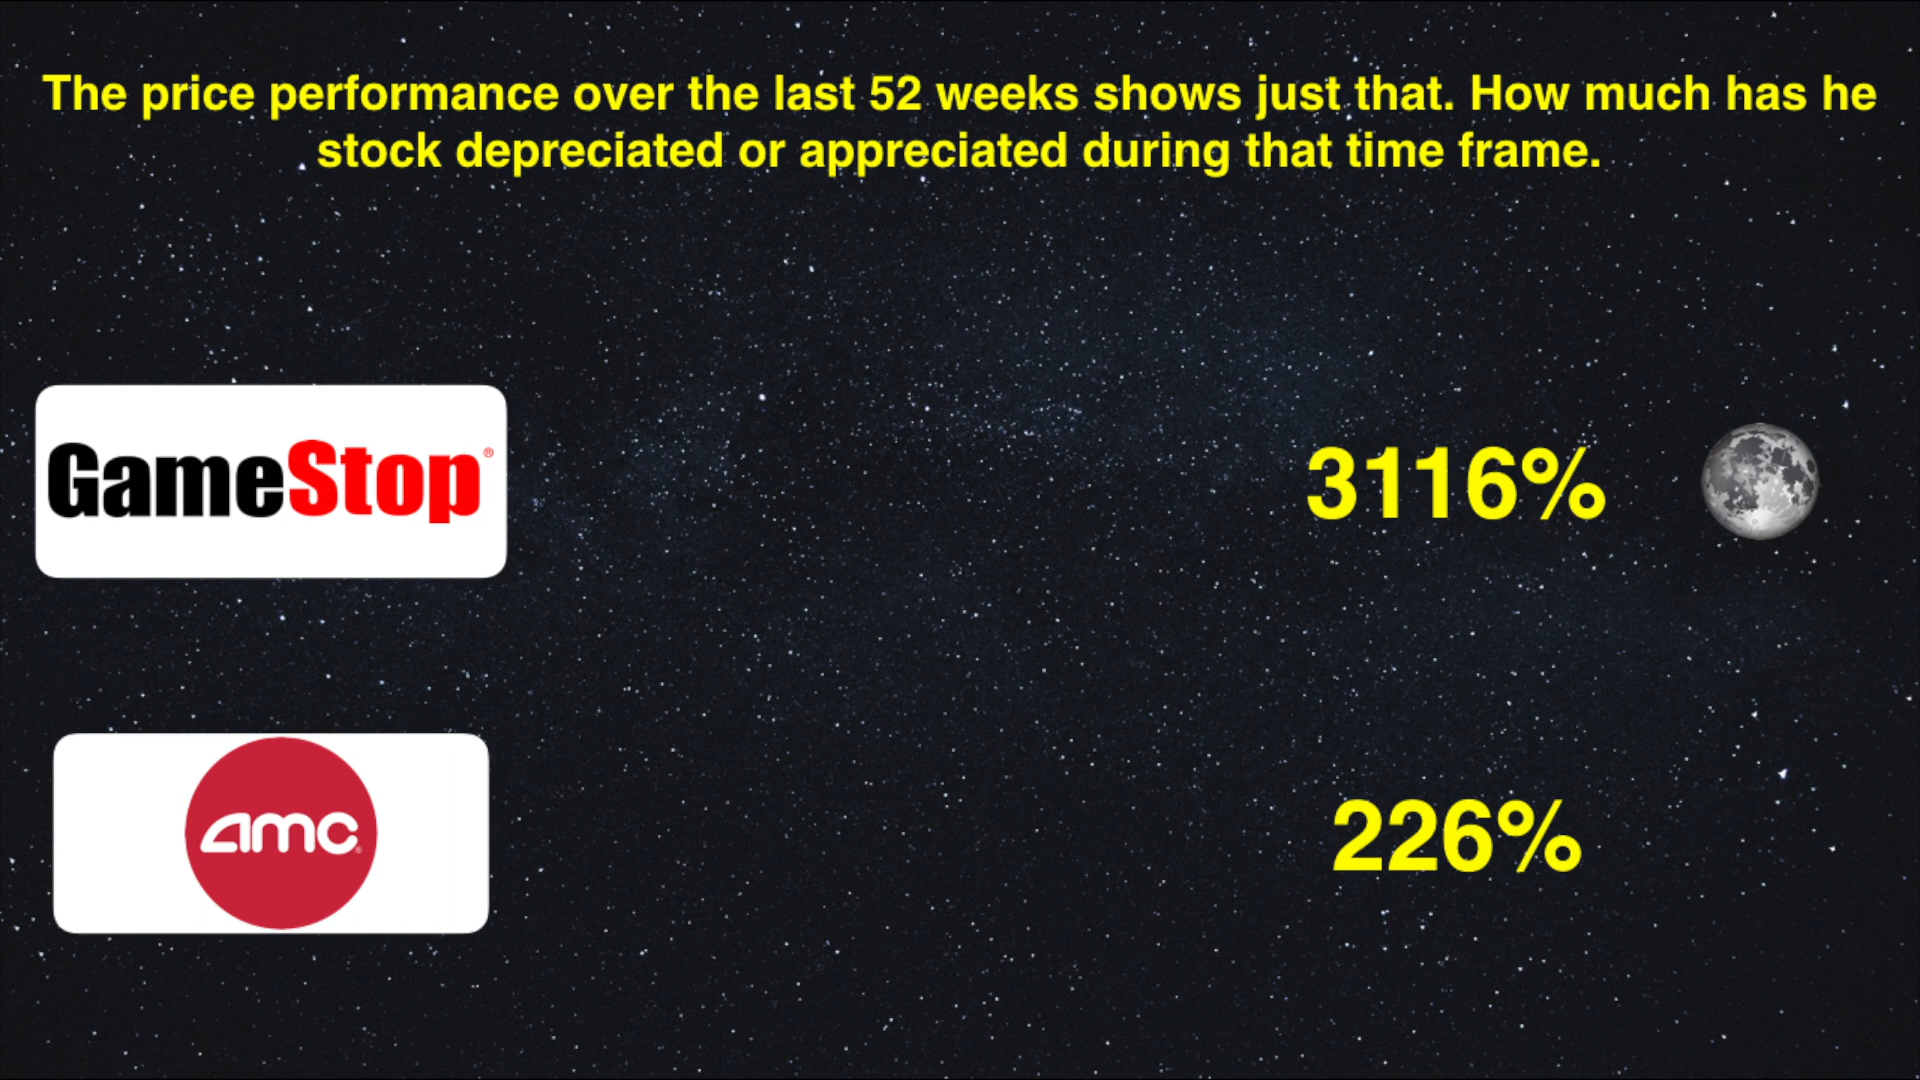 The price performance over the last 52 weeks shows just that. How much has he
stock depreciated or appreciated during that time frame.
GameStop®
3116%
amc
226%